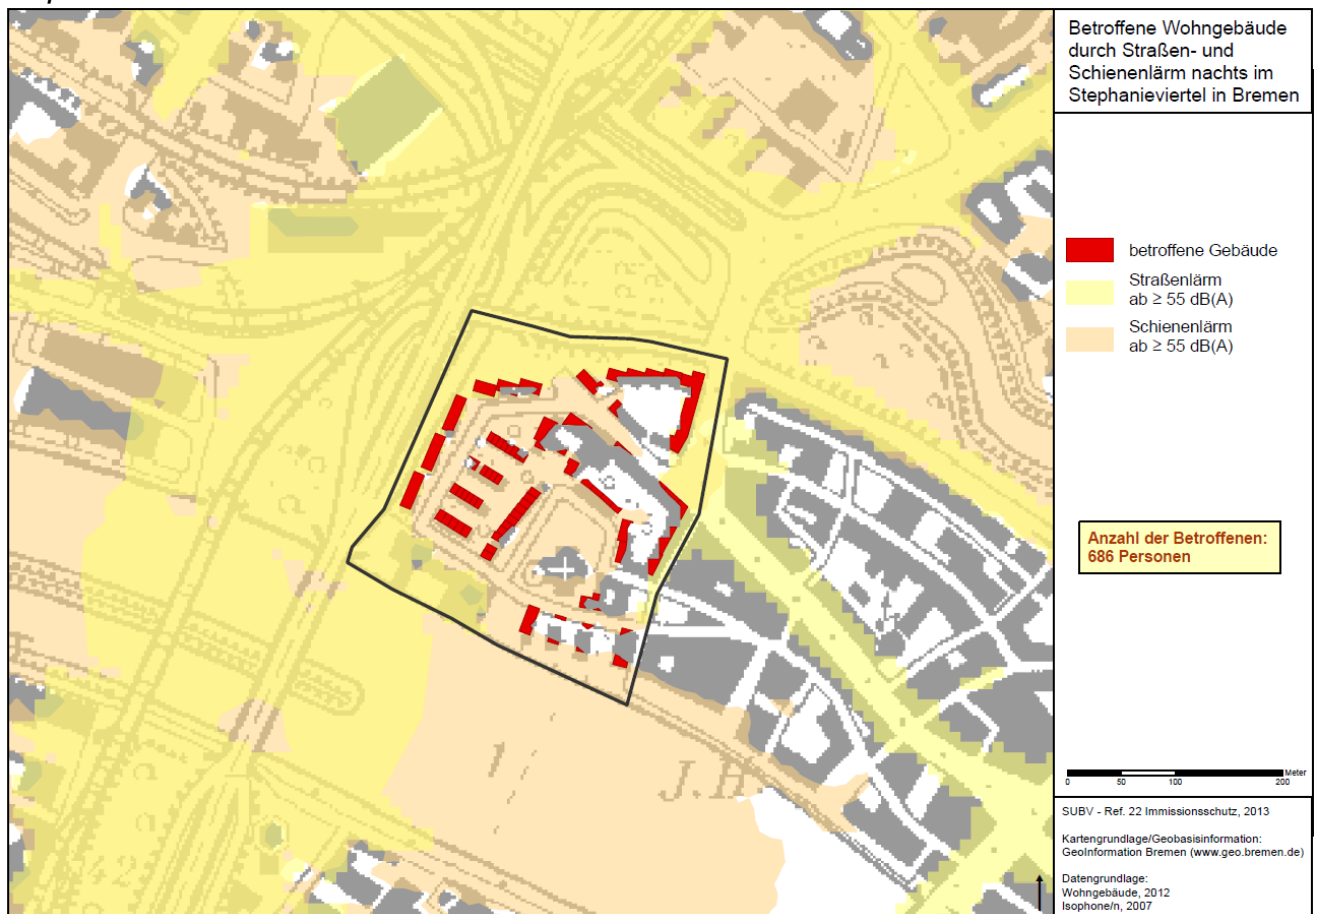 Betroffene Wohngebäude
durch Straßen- und
Schienenlärm nachts im
Stephanieviertel in Bremen
betroffene Gebäude
Straßenlärm
ab ≥ 55 dB(A)
Schienenlärm
ab ≥ 55 dB(A)
Anzahl der Betroffenen:
686 Personen
Meter
0 50 100 200
SUBV - Ref. 22 Immissionsschutz, 2013
Kartengrundlage/Geobasisinformation:
GeoInformation Bremen (www.geo.bremen.de)
Datengrundlage:
Wohngebäude, 2012
Isophone/n, 2007